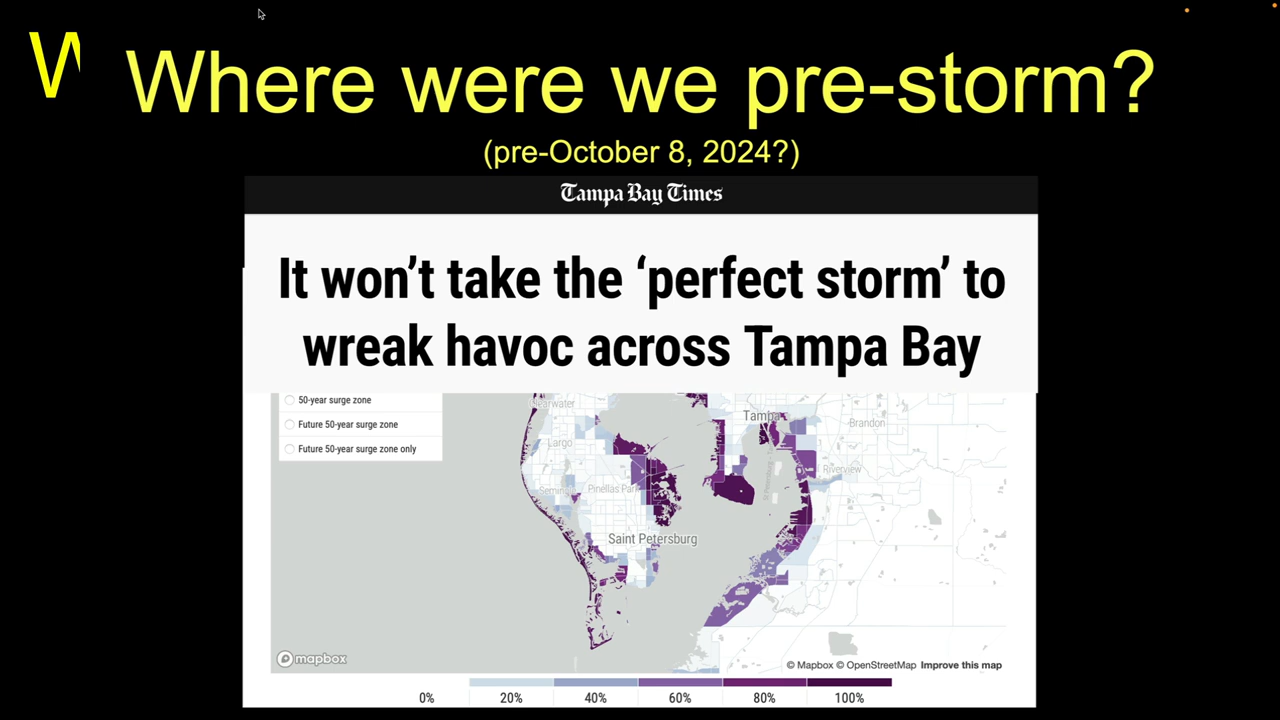 W
Where were we pre-storm?
(pre-October 8, 2024?)
Tampa Bay Times
It won’t take the ‘perfect storm’ to
wreak havoc across Tampa Bay
50-year surge zone
Future 50-year surge zone
Future 50-year surge zone only
Clearwater
Largo
Seminole
Pinellas Park
Saint Petersburg
Tampa
Brandon
Riverview
mapbox
© Mapbox © OpenStreetMap Improve this map
0% 20% 40% 60% 80% 100%